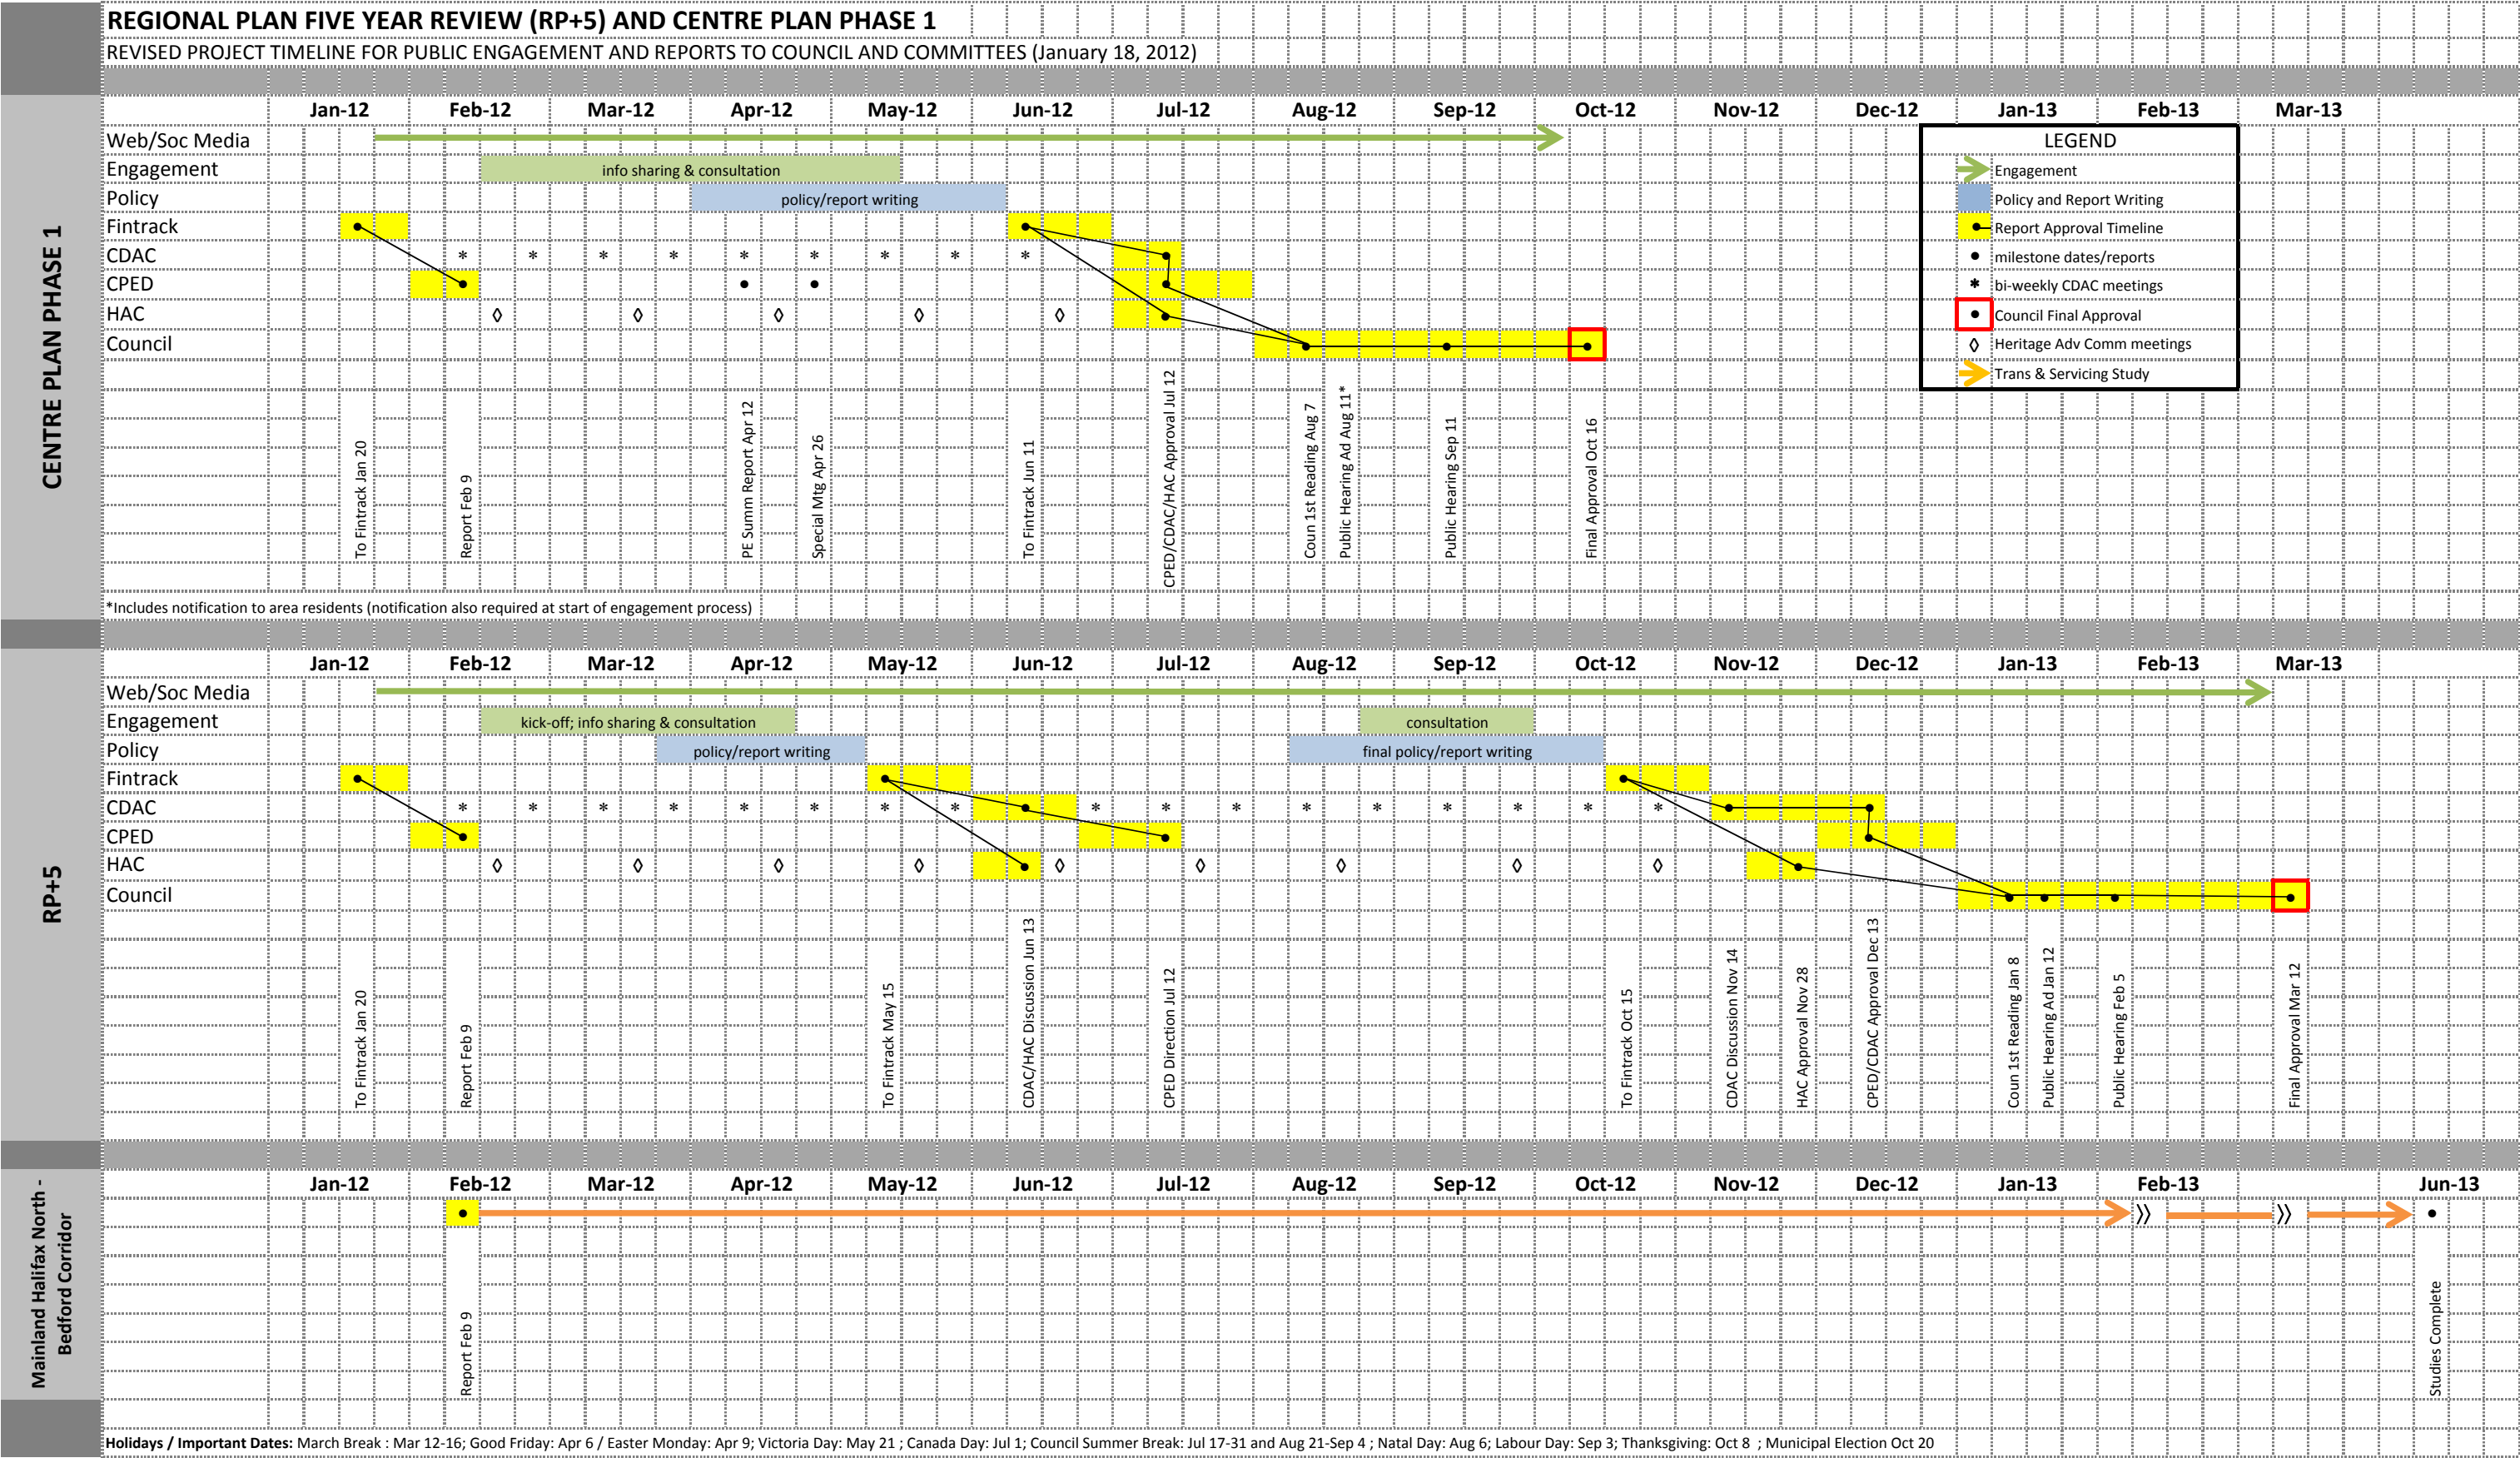 REGIONAL PLAN FIVE YEAR REVIEW (RP+5) AND CENTRE PLAN PHASE 1
REVISED PROJECT TIMELINE FOR PUBLIC ENGAGEMENT AND REPORTS TO COUNCIL AND COMMITTEES (January 18, 2012)
CENTRE PLAN PHASE 1
Jan-12 Feb-12 Mar-12 Apr-12 May-12 Jun-12 Jul-12 Aug-12 Sep-12 Oct-12 Nov-12 Dec-12 Jan-13 Feb-13 Mar-13
Web/Soc Media
Engagement info sharing & consultation
Policy policy/report writing
Fintrack
CDAC * * * * * * * * *
CPED
HAC ◊ ◊ ◊ ◊ ◊
Council
LEGEND
Engagement
Policy and Report Writing
Report Approval Timeline
● milestone dates/reports
* bi-weekly CDAC meetings
● Council Final Approval
◊ Heritage Adv Comm meetings
Trans & Servicing Study
To Fintrack Jan 20
Report Feb 9
PE Summ Report Apr 12
Special Mtg Apr 26
To Fintrack Jun 11
CPED/CDAC/HAC Approval Jul 12
Coun 1st Reading Aug 7
Public Hearing Ad Aug 11*
Public Hearing Sep 11
Final Approval Oct 16
*Includes notification to area residents (notification also required at start of engagement process)
RP+5
Jan-12 Feb-12 Mar-12 Apr-12 May-12 Jun-12 Jul-12 Aug-12 Sep-12 Oct-12 Nov-12 Dec-12 Jan-13 Feb-13 Mar-13
Web/Soc Media
Engagement kick-off; info sharing & consultation consultation
Policy policy/report writing final policy/report writing
Fintrack
CDAC * * * * * * * * * * * * * * * * *
CPED
HAC ◊ ◊ ◊ ◊ ◊ ◊ ◊ ◊ ◊
Council
To Fintrack Jan 20
Report Feb 9
To Fintrack May 15
CDAC/HAC Discussion Jun 13
CPED Direction Jul 12
To Fintrack Oct 15
CDAC Discussion Nov 14
HAC Approval Nov 28
CPED/CDAC Approval Dec 13
Coun 1st Reading Jan 8
Public Hearing Ad Jan 12
Public Hearing Feb 5
Final Approval Mar 12
Mainland Halifax North -
Bedford Corridor
Jan-12 Feb-12 Mar-12 Apr-12 May-12 Jun-12 Jul-12 Aug-12 Sep-12 Oct-12 Nov-12 Dec-12 Jan-13 Feb-13 Jun-13
Report Feb 9
Studies Complete
Holidays / Important Dates: March Break : Mar 12-16; Good Friday: Apr 6 / Easter Monday: Apr 9; Victoria Day: May 21 ; Canada Day: Jul 1; Council Summer Break: Jul 17-31 and Aug 21-Sep 4 ; Natal Day: Aug 6; Labour Day: Sep 3; Thanksgiving: Oct 8 ; Municipal Election Oct 20